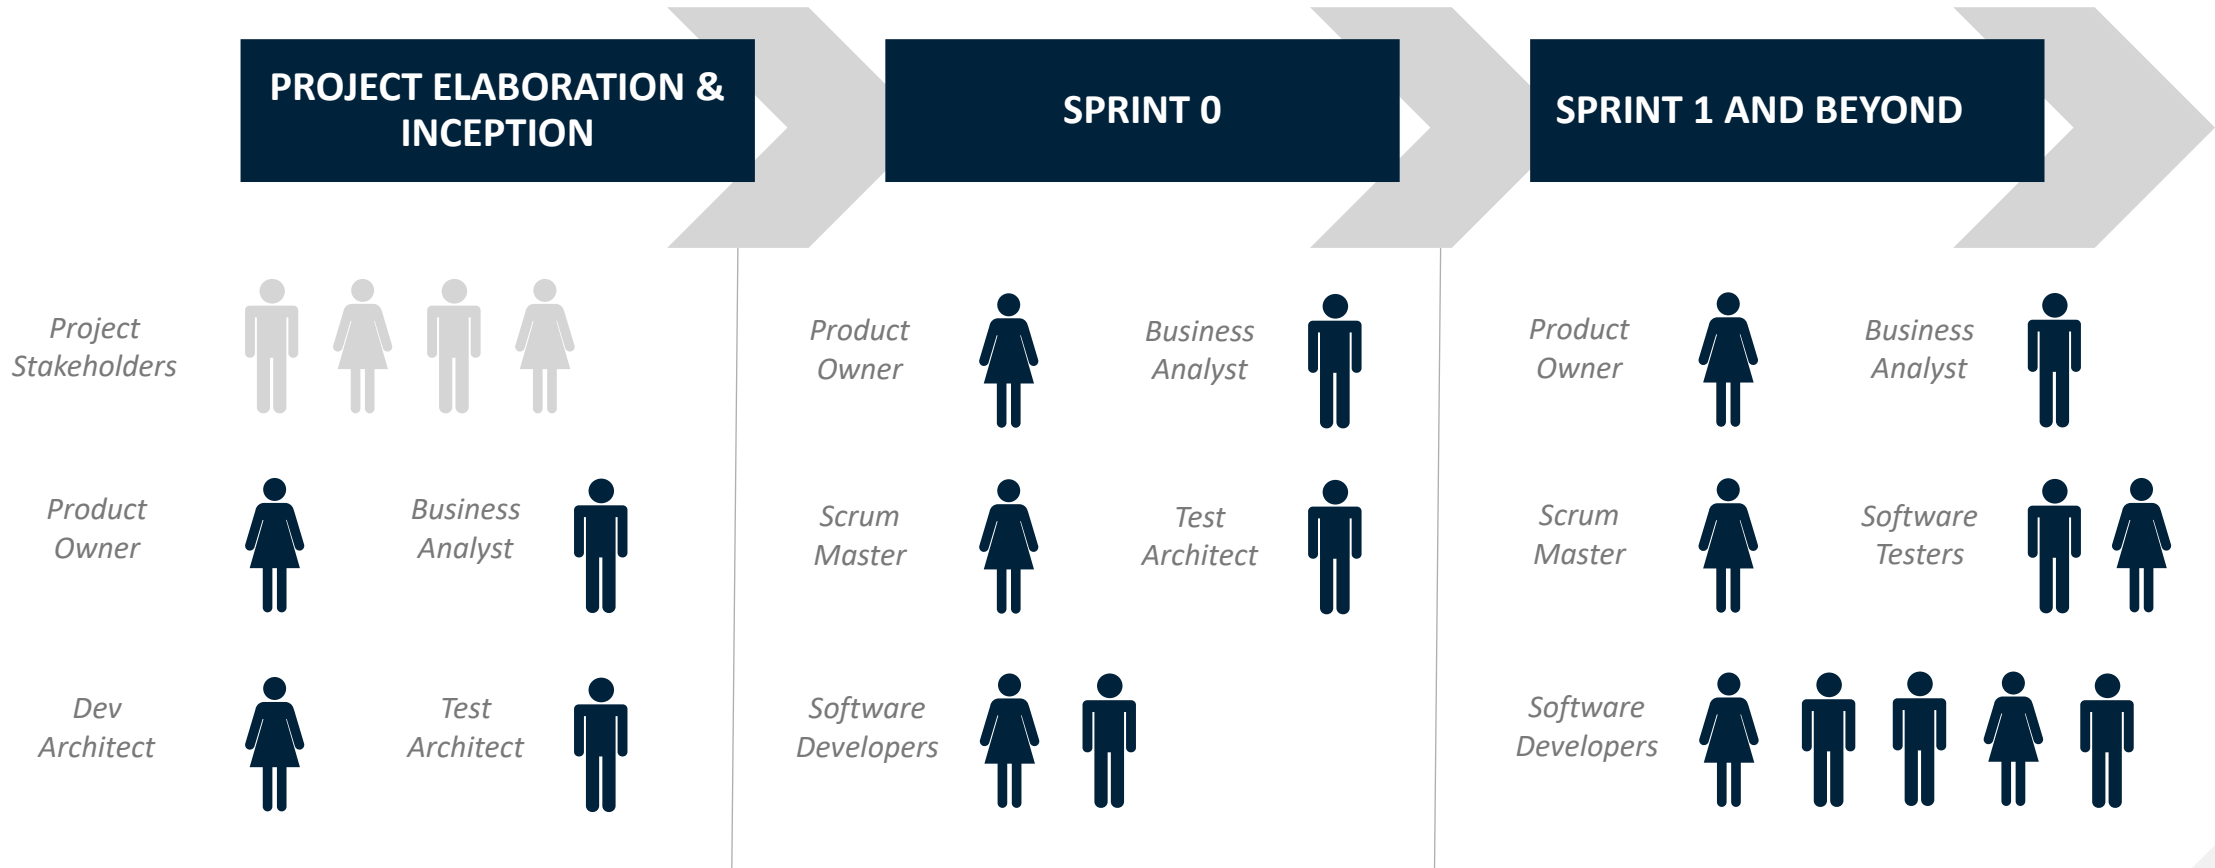 PROJECT ELABORATION &
INCEPTION
SPRINT 0
SPRINT 1 AND BEYOND
Project
Stakeholders
Product
Owner
Business
Analyst
Dev
Architect
Test
Architect
Product
Owner
Business
Analyst
Scrum
Master
Test
Architect
Software
Developers
Product
Owner
Business
Analyst
Scrum
Master
Software
Testers
Software
Developers